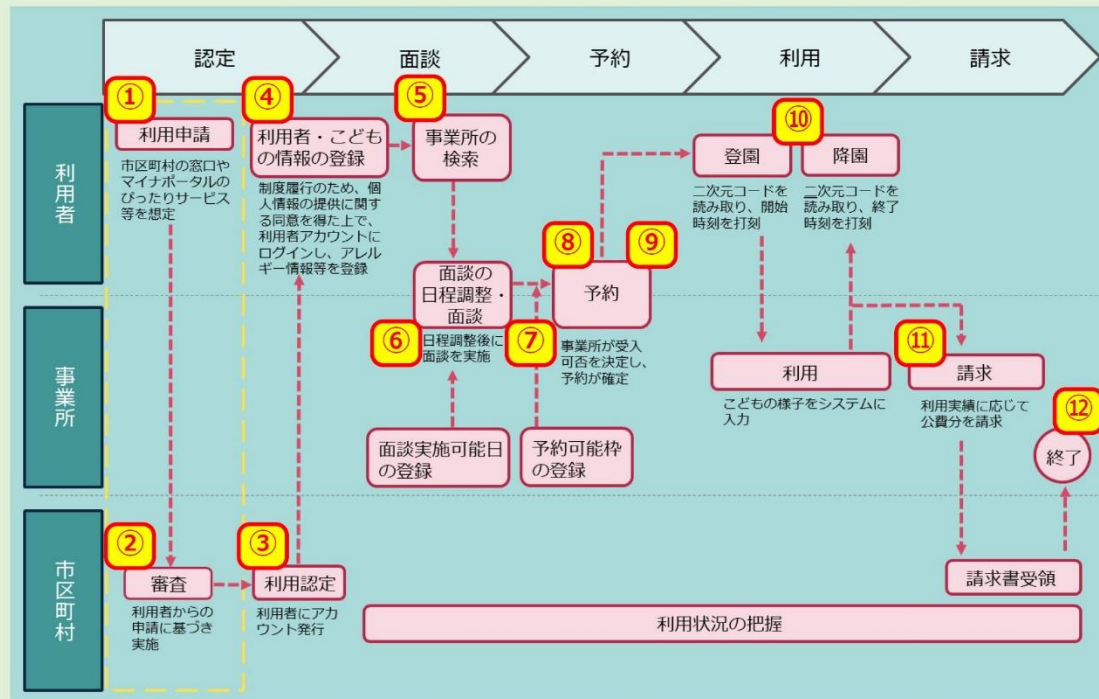 認定
面談
予約
利用
請求
利用者
①
利用申請
市区町村の窓口や
マイナポータルの
ぴったりサービス
等を想定
④
利用者・こども
の情報の登録
制度履行のため、個
人情報の提供に関す
る同意を得た上で、
利用者アカウントに
ログインし、アレル
ギー情報等を登録
⑤
事業所の
検索
⑩
登園
二次元コードを
読み取り、開始
時刻を打刻
降園
二次元コードを
読み取り、終了
時刻を打刻
面談の
日程調整・
面談
⑧
⑨
予約
事業所
⑥
日程調整後に
面談を実施
⑦
事業所が受入
可否を決定し、
予約が確定
利用
こどもの様子をシステムに
入力
⑪
請求
利用実績に応じて
公費分を請求
⑫
終了
面談実施可能日
の登録
予約可能枠
の登録
市区町村
②
審査
利用者からの
申請に基づき
実施
③
利用認定
利用者にアカ
ウント発行
請求書受領
利用状況の把握